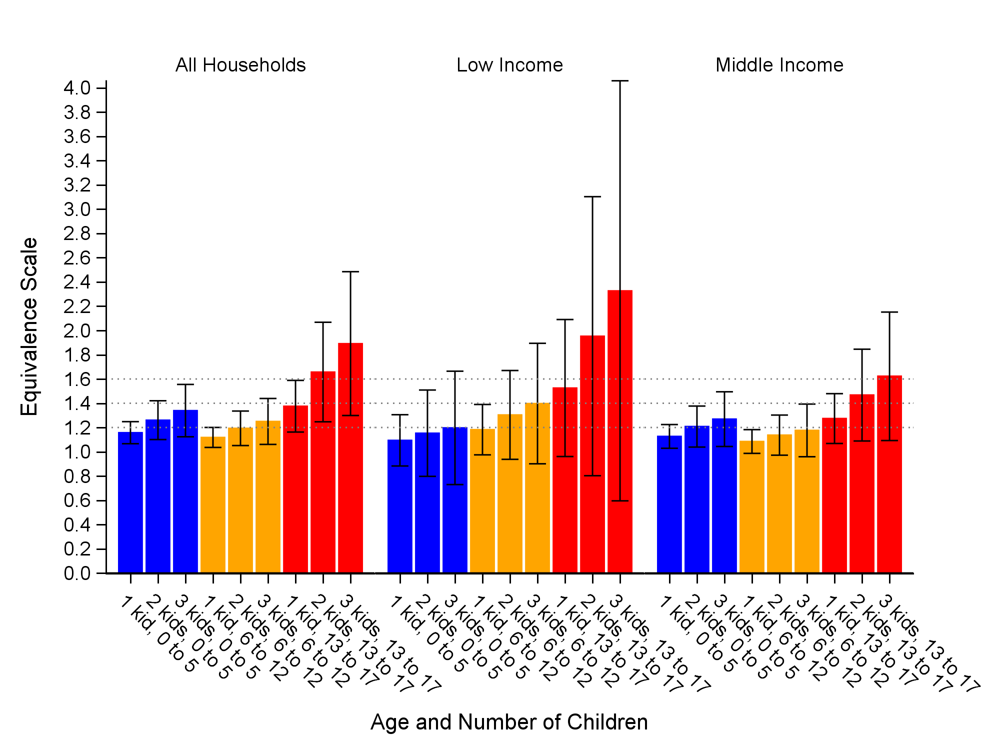 All Households
Low Income
Middle Income
Equivalence Scale
4.0
3.8
3.6
3.4
3.2
3.0
2.8
2.6
2.4
2.2
2.0
1.8
1.6
1.4
1.2
1.0
0.8
0.6
0.4
0.2
0.0
1 kid, 0 to 5
2 kids, 0 to 5
3 kids, 0 to 5
1 kid, 6 to 12
2 kids, 6 to 12
3 kids, 6 to 12
1 kid, 13 to 17
2 kids, 13 to 17
3 kids, 13 to 17
1 kid, 0 to 5
2 kids, 0 to 5
3 kids, 0 to 5
1 kid, 6 to 12
2 kids, 6 to 12
3 kids, 6 to 12
1 kid, 13 to 17
2 kids, 13 to 17
3 kids, 13 to 17
1 kid, 0 to 5
2 kids, 0 to 5
3 kids, 0 to 5
1 kid, 6 to 12
2 kids, 6 to 12
3 kids, 6 to 12
1 kid, 13 to 17
2 kids, 13 to 17
3 kids, 13 to 17
Age and Number of Children